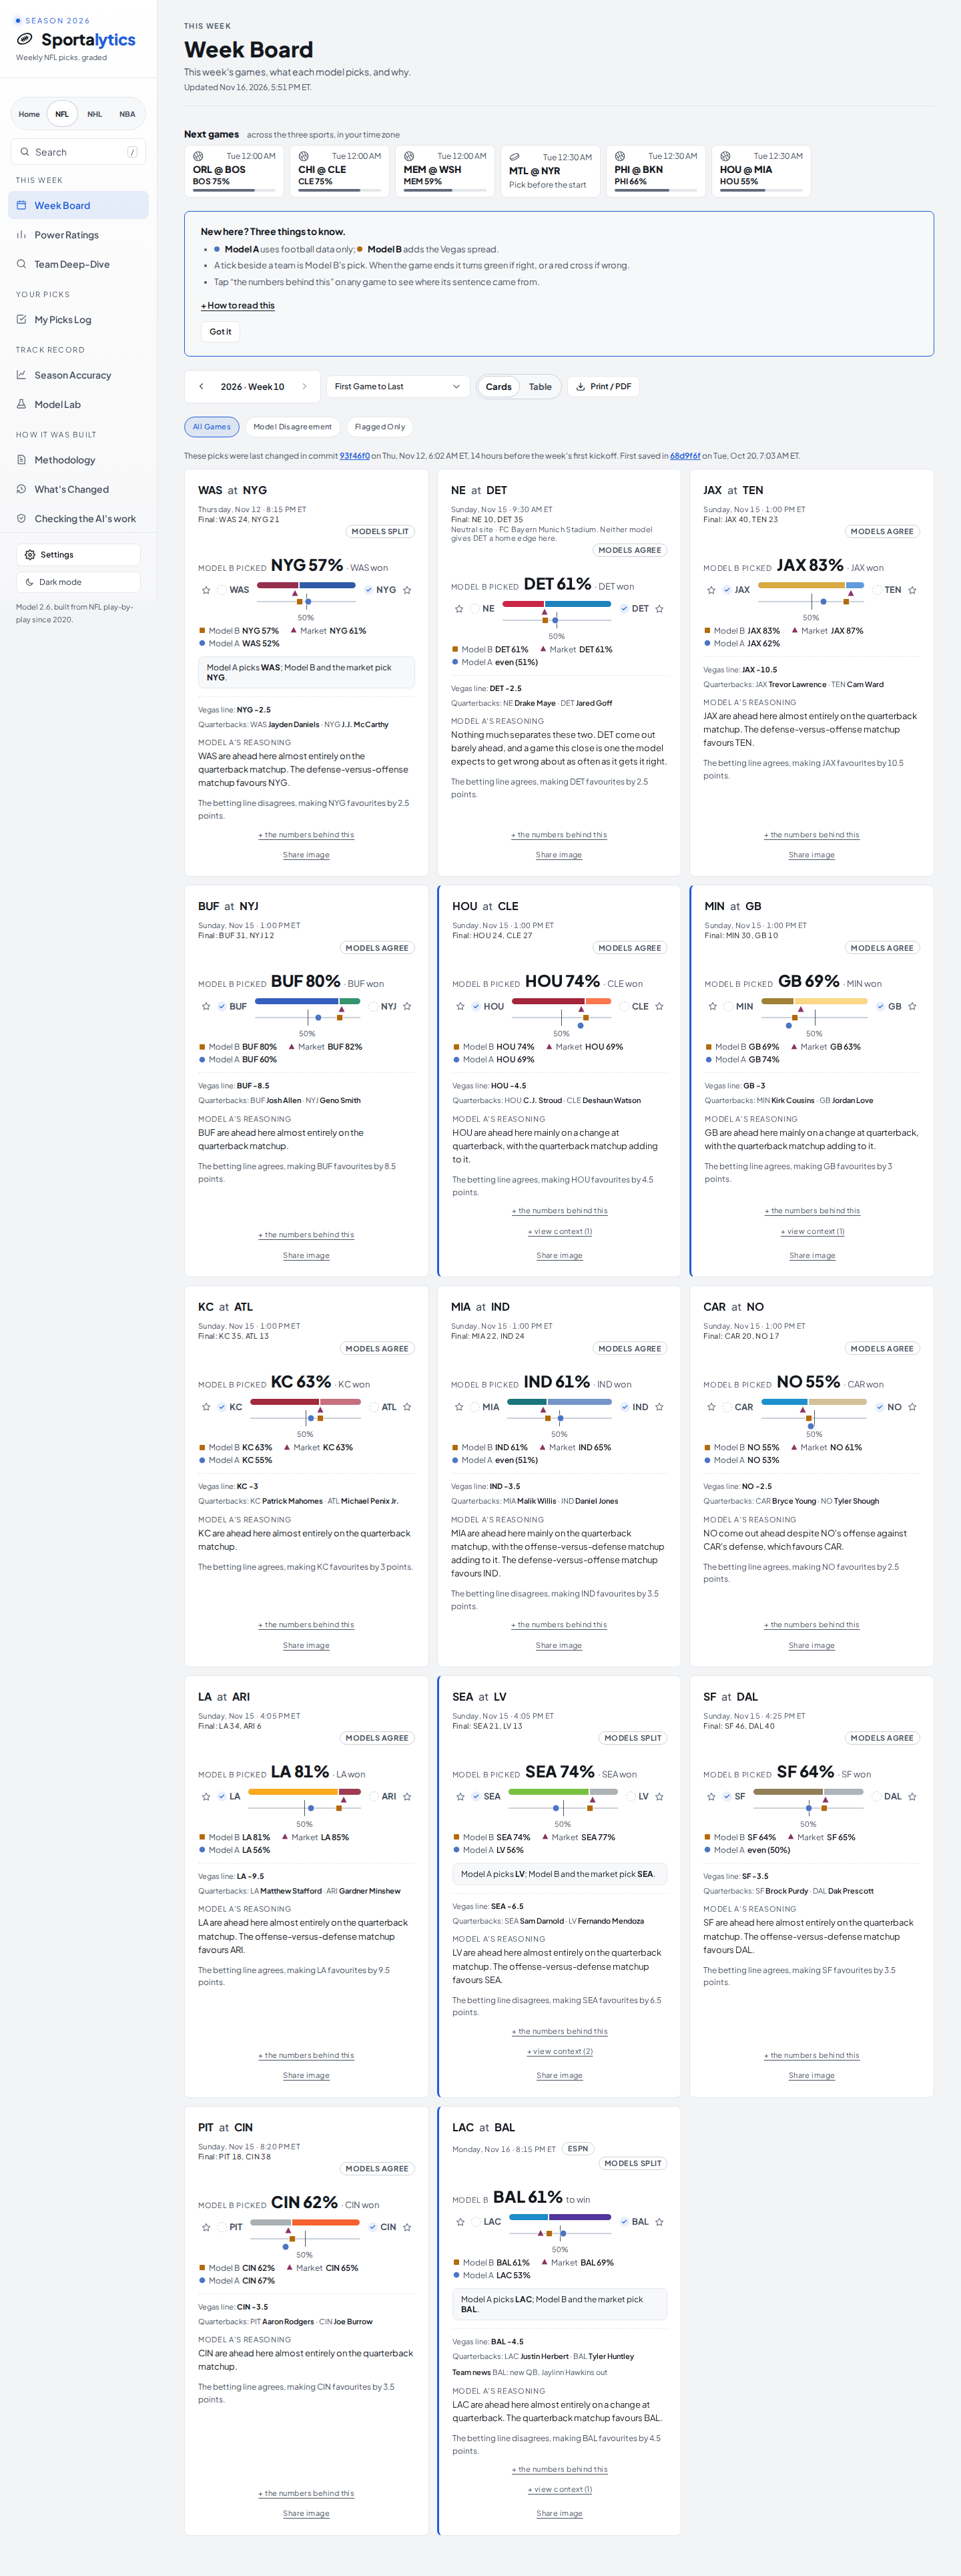 SEASON 2026
Sportalytics
Weekly NFL picks, graded
Home NFL NHL NBA
Search /
THIS WEEK
Week Board
Power Ratings
Team Deep-Dive
YOUR PICKS
My Picks Log
TRACK RECORD
Season Accuracy
Model Lab
HOW IT WAS BUILT
Methodology
What's Changed
Checking the AI's work
Settings
Dark mode
Model 2.6, built from NFL play-by-
play since 2020.
THIS WEEK
Week Board
This week's games, what each model picks, and why.
Updated Nov 16, 2026, 5:51 PM ET.
Next games across the three sports, in your time zone
Tue 12:00 AM
ORL @ BOS
BOS 75%
Tue 12:00 AM
CHI @ CLE
CLE 75%
Tue 12:00 AM
MEM @ WSH
MEM 59%
Tue 12:30 AM
MTL @ NYR
Pick before the start
Tue 12:30 AM
PHI @ BKN
PHI 66%
Tue 12:30 AM
HOU @ MIA
HOU 55%
New here? Three things to know.
• Model A uses football data only; Model B adds the Vegas spread.
• A tick beside a team is Model B's pick. When the game ends it turns green if right, or a red cross if wrong.
• Tap "the numbers behind this" on any game to see where its sentence came from.
+ How to read this
Got it
2026 · Week 10
First Game to Last
Cards Table
Print / PDF
All Games Model Disagreement Flagged Only
These picks were last changed in commit 93f46f0 on Thu, Nov 12, 6:02 AM ET, 14 hours before the week's first kickoff. First saved in 68d9f6f on Tue, Oct 20, 7:03 AM ET.
WAS at NYG
Thursday, Nov 12 · 8:15 PM ET
Final: WAS 24, NYG 21
MODELS SPLIT
MODEL B PICKED NYG 57% · WAS won
WAS NYG
50%
Model B NYG 57% Market NYG 61%
Model A WAS 52%
Model A picks WAS; Model B and the market pick
NYG.
Vegas line: NYG -2.5
Quarterbacks: WAS Jayden Daniels · NYG J.J. McCarthy
MODEL A'S REASONING
WAS are ahead here almost entirely on the
quarterback matchup. The defense-versus-offense
matchup favours NYG.
The betting line disagrees, making NYG favourites by 2.5
points.
+ the numbers behind this
Share image
NE at DET
Sunday, Nov 15 · 9:30 AM ET
Final: NE 10, DET 35
Neutral site · FC Bayern Munich Stadium. Neither model
gives DET a home edge here.
MODELS AGREE
MODEL B PICKED DET 61% · DET won
NE DET
50%
Model B DET 61% Market DET 61%
Model A even (51%)
Vegas line: DET -2.5
Quarterbacks: NE Drake Maye · DET Jared Goff
MODEL A'S REASONING
Nothing much separates these two. DET come out
barely ahead, and a game this close is one the model
expects to get wrong about as often as it gets it right.
The betting line agrees, making DET favourites by 2.5
points.
+ the numbers behind this
Share image
JAX at TEN
Sunday, Nov 15 · 1:00 PM ET
Final: JAX 40, TEN 23
MODELS AGREE
MODEL B PICKED JAX 83% · JAX won
JAX TEN
50%
Model B JAX 83% Market JAX 87%
Model A JAX 62%
Vegas line: JAX -10.5
Quarterbacks: JAX Trevor Lawrence · TEN Cam Ward
MODEL A'S REASONING
JAX are ahead here almost entirely on the quarterback
matchup. The defense-versus-offense matchup
favours TEN.
The betting line agrees, making JAX favourites by 10.5
points.
+ the numbers behind this
Share image
BUF at NYJ
Sunday, Nov 15 · 1:00 PM ET
Final: BUF 31, NYJ 12
MODELS AGREE
MODEL B PICKED BUF 80% · BUF won
BUF NYJ
50%
Model B BUF 80% Market BUF 82%
Model A BUF 60%
Vegas line: BUF -8.5
Quarterbacks: BUF Josh Allen · NYJ Geno Smith
MODEL A'S REASONING
BUF are ahead here almost entirely on the
quarterback matchup.
The betting line agrees, making BUF favourites by 8.5
points.
+ the numbers behind this
Share image
HOU at CLE
Sunday, Nov 15 · 1:00 PM ET
Final: HOU 24, CLE 27
MODELS AGREE
MODEL B PICKED HOU 74% · CLE won
HOU CLE
50%
Model B HOU 74% Market HOU 69%
Model A HOU 69%
Vegas line: HOU -4.5
Quarterbacks: HOU C.J. Stroud · CLE Deshaun Watson
MODEL A'S REASONING
HOU are ahead here mainly on a change at
quarterback, with the quarterback matchup adding
to it.
The betting line agrees, making HOU favourites by 4.5
points.
+ the numbers behind this
+ view context (1)
Share image
MIN at GB
Sunday, Nov 15 · 1:00 PM ET
Final: MIN 30, GB 10
MODELS AGREE
MODEL B PICKED GB 69% · MIN won
MIN GB
50%
Model B GB 69% Market GB 63%
Model A GB 74%
Vegas line: GB -3
Quarterbacks: MIN Kirk Cousins · GB Jordan Love
MODEL A'S REASONING
GB are ahead here mainly on a change at quarterback,
with the quarterback matchup adding to it.
The betting line agrees, making GB favourites by 3
points.
+ the numbers behind this
+ view context (1)
Share image
KC at ATL
Sunday, Nov 15 · 1:00 PM ET
Final: KC 35, ATL 13
MODELS AGREE
MODEL B PICKED KC 63% · KC won
KC ATL
50%
Model B KC 63% Market KC 63%
Model A KC 55%
Vegas line: KC -3
Quarterbacks: KC Patrick Mahomes · ATL Michael Penix Jr.
MODEL A'S REASONING
KC are ahead here almost entirely on the quarterback
matchup.
The betting line agrees, making KC favourites by 3 points.
+ the numbers behind this
Share image
MIA at IND
Sunday, Nov 15 · 1:00 PM ET
Final: MIA 22, IND 24
MODELS AGREE
MODEL B PICKED IND 61% · IND won
MIA IND
50%
Model B IND 61% Market IND 65%
Model A even (51%)
Vegas line: IND -3.5
Quarterbacks: MIA Malik Willis · IND Daniel Jones
MODEL A'S REASONING
MIA are ahead here mainly on the quarterback
matchup, with the offense-versus-defense matchup
adding to it. The defense-versus-offense matchup
favours IND.
The betting line disagrees, making IND favourites by 3.5
points.
+ the numbers behind this
Share image
CAR at NO
Sunday, Nov 15 · 1:00 PM ET
Final: CAR 20, NO 17
MODELS AGREE
MODEL B PICKED NO 55% · CAR won
CAR NO
50%
Model B NO 55% Market NO 61%
Model A NO 53%
Vegas line: NO -2.5
Quarterbacks: CAR Bryce Young · NO Tyler Shough
MODEL A'S REASONING
NO come out ahead despite NO's offense against
CAR's defense, which favours CAR.
The betting line agrees, making NO favourites by 2.5
points.
+ the numbers behind this
Share image
LA at ARI
Sunday, Nov 15 · 4:05 PM ET
Final: LA 34, ARI 6
MODELS AGREE
MODEL B PICKED LA 81% · LA won
LA ARI
50%
Model B LA 81% Market LA 85%
Model A LA 56%
Vegas line: LA -9.5
Quarterbacks: LA Matthew Stafford · ARI Gardner Minshew
MODEL A'S REASONING
LA are ahead here almost entirely on the quarterback
matchup. The offense-versus-defense matchup
favours ARI.
The betting line agrees, making LA favourites by 9.5
points.
+ the numbers behind this
Share image
SEA at LV
Sunday, Nov 15 · 4:05 PM ET
Final: SEA 21, LV 13
MODELS SPLIT
MODEL B PICKED SEA 74% · SEA won
SEA LV
50%
Model B SEA 74% Market SEA 77%
Model A LV 56%
Model A picks LV; Model B and the market pick SEA.
Vegas line: SEA -6.5
Quarterbacks: SEA Sam Darnold · LV Fernando Mendoza
MODEL A'S REASONING
LV are ahead here almost entirely on the quarterback
matchup. The offense-versus-defense matchup
favours SEA.
The betting line disagrees, making SEA favourites by 6.5
points.
+ the numbers behind this
+ view context (2)
Share image
SF at DAL
Sunday, Nov 15 · 4:25 PM ET
Final: SF 46, DAL 40
MODELS AGREE
MODEL B PICKED SF 64% · SF won
SF DAL
50%
Model B SF 64% Market SF 65%
Model A even (50%)
Vegas line: SF -3.5
Quarterbacks: SF Brock Purdy · DAL Dak Prescott
MODEL A'S REASONING
SF are ahead here almost entirely on the quarterback
matchup. The offense-versus-defense matchup
favours DAL.
The betting line agrees, making SF favourites by 3.5
points.
+ the numbers behind this
Share image
PIT at CIN
Sunday, Nov 15 · 8:20 PM ET
Final: PIT 18, CIN 38
MODELS AGREE
MODEL B PICKED CIN 62% · CIN won
PIT CIN
50%
Model B CIN 62% Market CIN 65%
Model A CIN 67%
Vegas line: CIN -3.5
Quarterbacks: PIT Aaron Rodgers · CIN Joe Burrow
MODEL A'S REASONING
CIN are ahead here almost entirely on the quarterback
matchup.
The betting line agrees, making CIN favourites by 3.5
points.
+ the numbers behind this
Share image
LAC at BAL
Monday, Nov 16 · 8:15 PM ET ESPN
MODELS SPLIT
MODEL B BAL 61% to win
LAC BAL
50%
Model B BAL 61% Market BAL 69%
Model A LAC 53%
Model A picks LAC; Model B and the market pick
BAL.
Vegas line: BAL -4.5
Quarterbacks: LAC Justin Herbert · BAL Tyler Huntley
Team news BAL: new QB, Jaylinn Hawkins out
MODEL A'S REASONING
LAC are ahead here almost entirely on a change at
quarterback. The quarterback matchup favours BAL.
The betting line disagrees, making BAL favourites by 4.5
points.
+ the numbers behind this
+ view context (1)
Share image